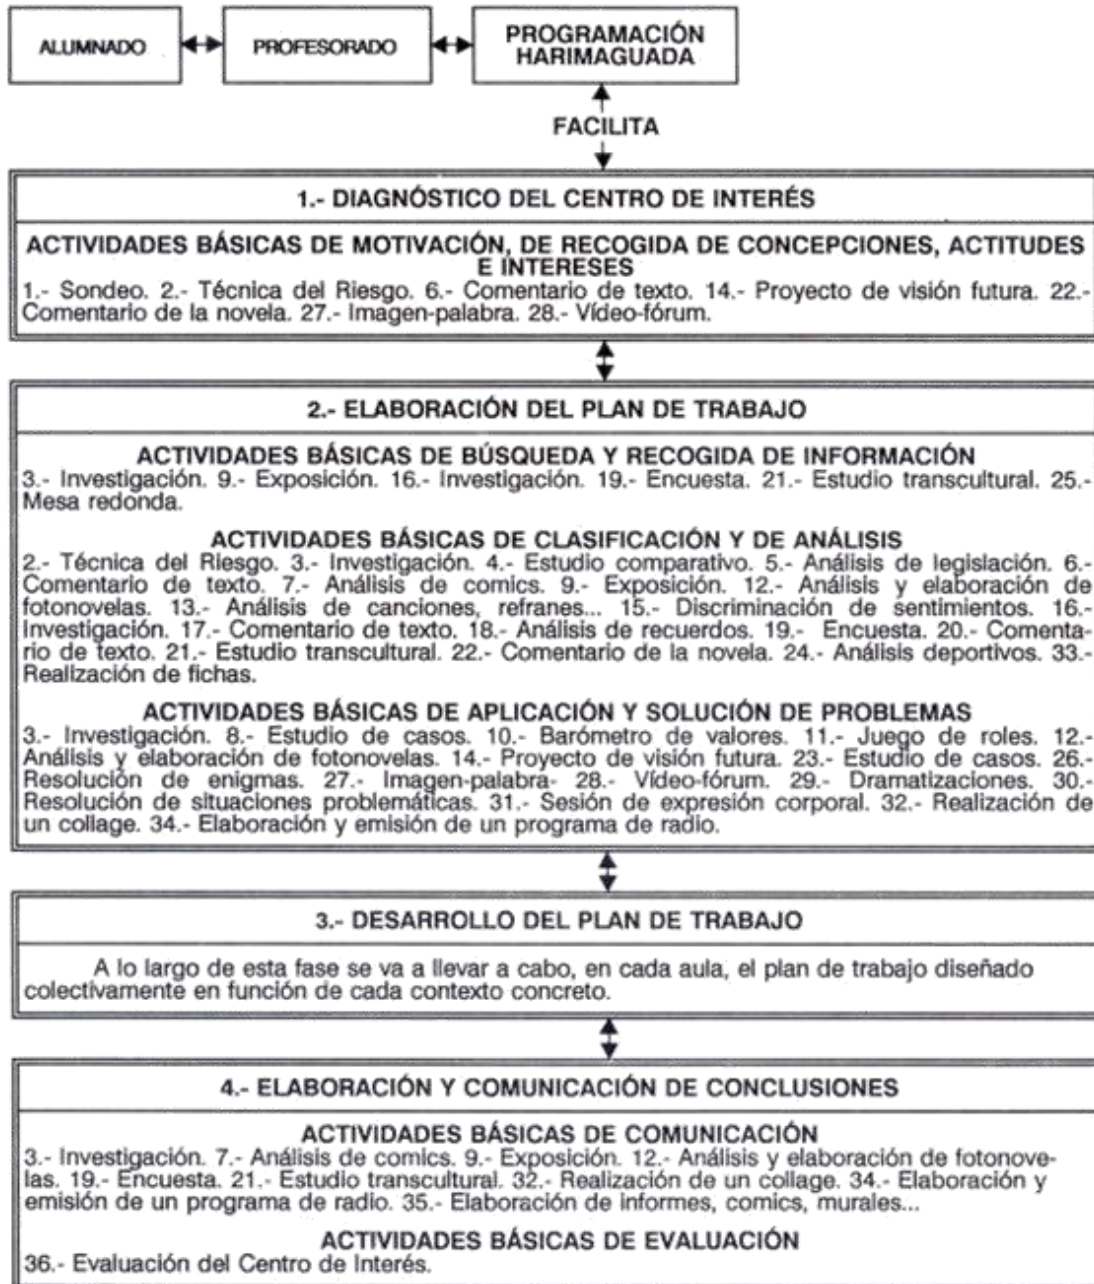 ALUMNADO
PROFESORADO
PROGRAMACIÓN
HARIMAGUADA
FACILITA
1.- DIAGNÓSTICO DEL CENTRO DE INTERÉS
ACTIVIDADES BÁSICAS DE MOTIVACIÓN, DE RECOGIDA DE CONCEPCIONES, ACTITUDES
E INTERESES
1.- Sondeo. 2.- Técnica del Riesgo. 6.- Comentario de texto. 14.- Proyecto de visión futura. 22.-
Comentario de la novela. 27.- Imagen-palabra. 28.- Vídeo-fórum.
2.- ELABORACIÓN DEL PLAN DE TRABAJO
ACTIVIDADES BÁSICAS DE BÚSQUEDA Y RECOGIDA DE INFORMACIÓN
3.- Investigación. 9.- Exposición. 16.- Investigación. 19.- Encuesta. 21.- Estudio transcultural. 25.-
Mesa redonda.
ACTIVIDADES BÁSICAS DE CLASIFICACIÓN Y DE ANÁLISIS
2.- Técnica del Riesgo. 3.- Investigación. 4.- Estudio comparativo. 5.- Análisis de legislación. 6.-
Comentario de texto. 7.- Análisis de comics. 9.- Exposición. 12.- Análisis y elaboración de
fotonovelas. 13.- Análisis de canciones, refranes... 15.- Discriminación de sentimientos. 16.-
Investigación. 17.- Comentario de texto. 18.- Análisis de recuerdos. 19.- Encuesta. 20.- Comenta-
rio de texto. 21.- Estudio transcultural. 22.- Comentario de la novela. 24.- Análisis deportivos. 33.-
Realización de fichas.
ACTIVIDADES BÁSICAS DE APLICACIÓN Y SOLUCIÓN DE PROBLEMAS
3.- Investigación. 8.- Estudio de casos. 10.- Barómetro de valores. 11.- Juego de roles. 12.-
Análisis y elaboración de fotonovelas. 14.- Proyecto de visión futura. 23.- Estudio de casos. 26.-
Resolución de enigmas. 27.- Imagen-palabra- 28.- Vídeo-fórum. 29.- Dramatizaciones. 30.-
Resolución de situaciones problemáticas. 31.- Sesión de expresión corporal. 32.- Realización de
un collage. 34.- Elaboración y emisión de un programa de radio.
3.- DESARROLLO DEL PLAN DE TRABAJO
A lo largo de esta fase se va a llevar a cabo, en cada aula, el plan de trabajo diseñado
colectivamente en función de cada contexto concreto.
4.- ELABORACIÓN Y COMUNICACIÓN DE CONCLUSIONES
ACTIVIDADES BÁSICAS DE COMUNICACIÓN
3.- Investigación. 7.- Análisis de comics. 9.- Exposición. 12.- Análisis y elaboración de fotonove-
las. 19.- Encuesta. 21.- Estudio transcultural. 32.- Realización de un collage. 34.- Elaboración y
emisión de un programa de radio. 35.- Elaboración de informes, comics, murales...
ACTIVIDADES BÁSICAS DE EVALUACIÓN
36.- Evaluación del Centro de Interés.